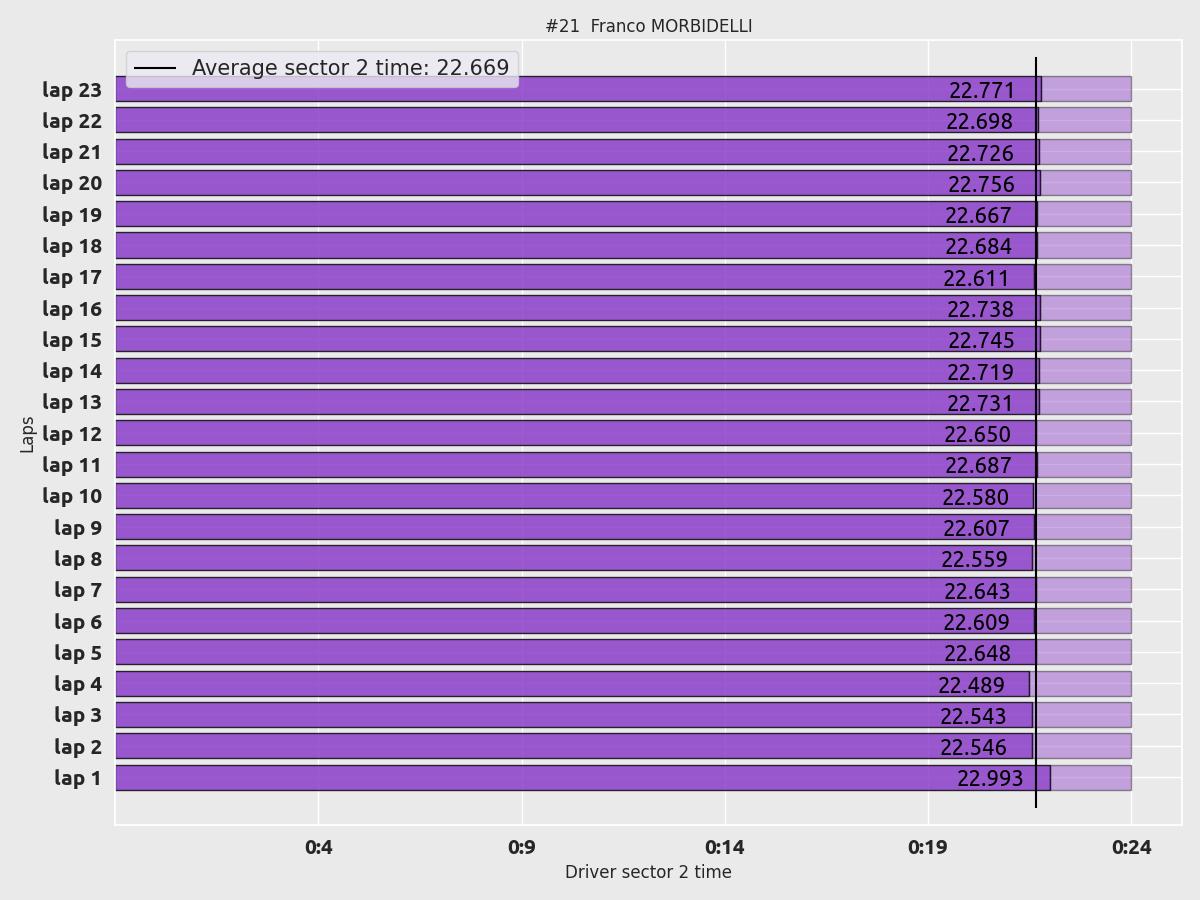 #21 Franco MORBIDELLI
Average sector 2 time: 22.669
lap 23 22.771
lap 22 22.698
lap 21 22.726
lap 20 22.756
lap 19 22.667
lap 18 22.684
lap 17 22.611
lap 16 22.738
lap 15 22.745
lap 14 22.719
lap 13 22.731
lap 12 22.650
lap 11 22.687
lap 10 22.580
lap 9 22.607
lap 8 22.559
lap 7 22.643
lap 6 22.609
lap 5 22.648
lap 4 22.489
lap 3 22.543
lap 2 22.546
lap 1 22.993
Laps
0:4 0:9 0:14 0:19 0:24
Driver sector 2 time